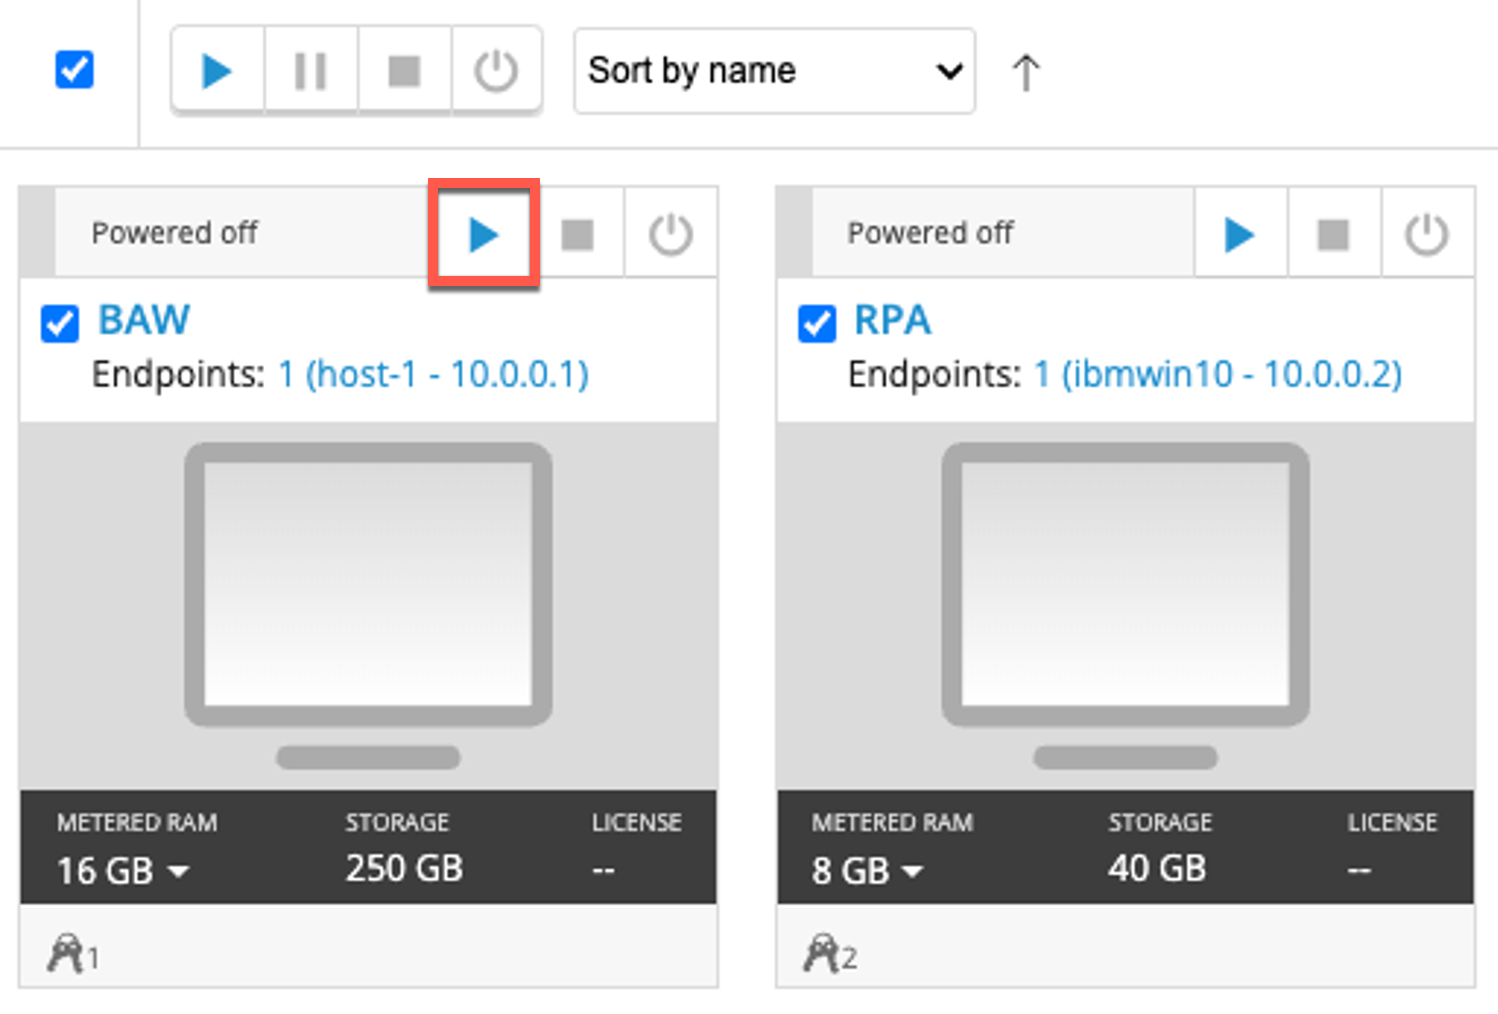 Sort by name
Powered off
BAW
Endpoints: 1 (host-1 - 10.0.0.1)
METERED RAM STORAGE LICENSE
16 GB 250 GB --
1
Powered off
RPA
Endpoints: 1 (ibmwin10 - 10.0.0.2)
METERED RAM STORAGE LICENSE
8 GB 40 GB --
2